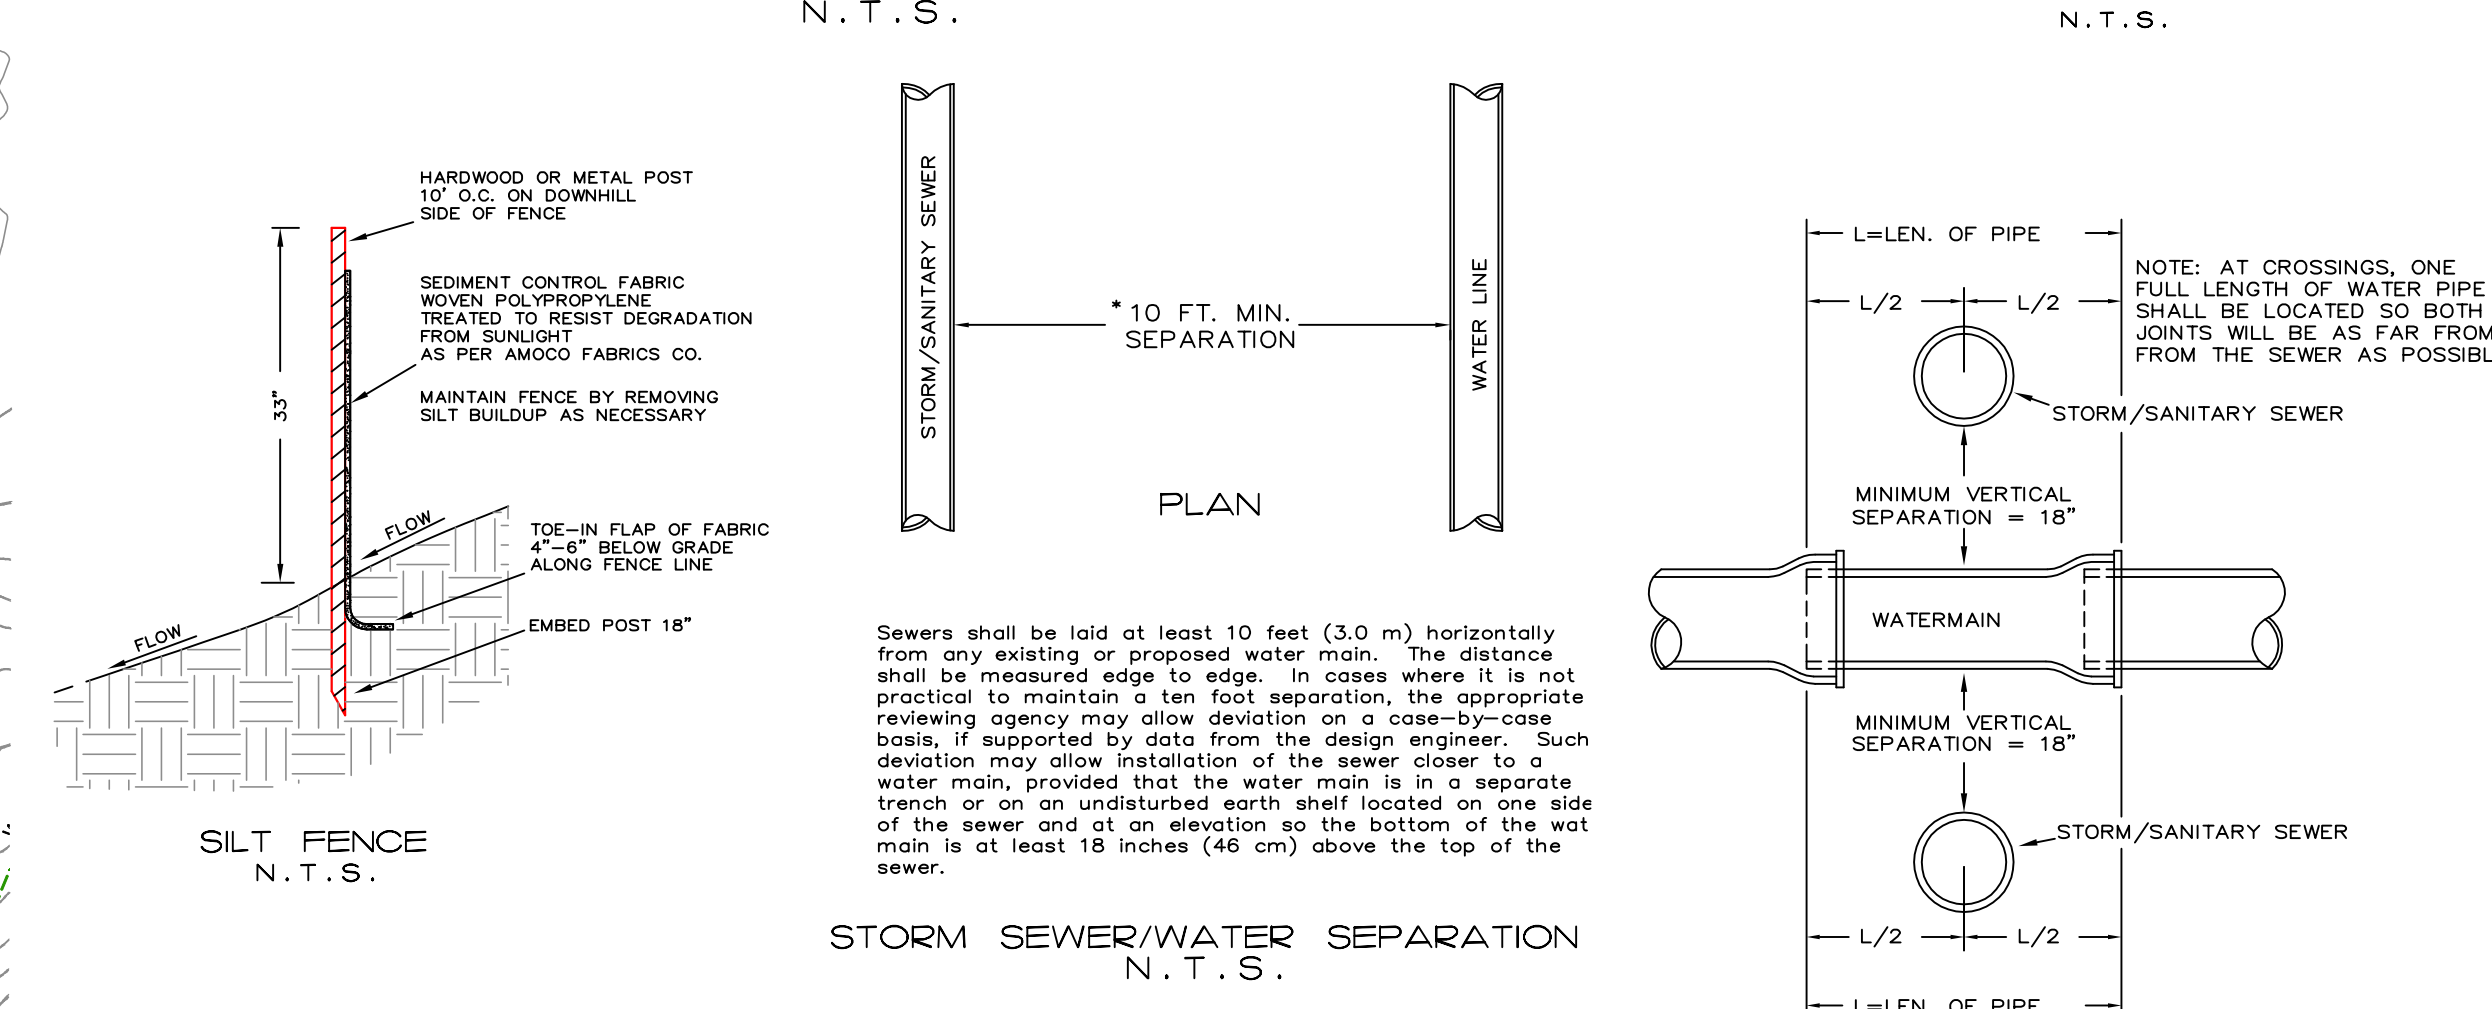 N.T.S.
N.T.S.
HARDWOOD OR METAL POST
10' O.C. ON DOWNHILL
SIDE OF FENCE
33"
SEDIMENT CONTROL FABRIC
WOVEN POLYPROPYLENE
TREATED TO RESIST DEGRADATION
FROM SUNLIGHT
AS PER AMOCO FABRICS CO.
MAINTAIN FENCE BY REMOVING
SILT BUILDUP AS NECESSARY
FLOW
TOE-IN FLAP OF FABRIC
4"-6" BELOW GRADE
ALONG FENCE LINE
FLOW
EMBED POST 18"
SILT FENCE
N.T.S.
STORM/SANITARY SEWER
*10 FT. MIN.
SEPARATION
WATER LINE
PLAN
Sewers shall be laid at least 10 feet (3.0 m) horizontally
from any existing or proposed water main. The distance
shall be measured edge to edge. In cases where it is not
practical to maintain a ten foot separation, the appropriate
reviewing agency may allow deviation on a case-by-case
basis, if supported by data from the design engineer. Such
deviation may allow installation of the sewer closer to a
water main, provided that the water main is in a separate
trench or on an undisturbed earth shelf located on one side
of the sewer and at an elevation so the bottom of the wat
main is at least 18 inches (46 cm) above the top of the
sewer.
STORM SEWER/WATER SEPARATION
N.T.S.
L=LEN. OF PIPE
L/2
L/2
NOTE: AT CROSSINGS, ONE
FULL LENGTH OF WATER PIPE
SHALL BE LOCATED SO BOTH
JOINTS WILL BE AS FAR FROM
FROM THE SEWER AS POSSIBL
STORM/SANITARY SEWER
MINIMUM VERTICAL
SEPARATION = 18"
WATERMAIN
MINIMUM VERTICAL
SEPARATION = 18"
STORM/SANITARY SEWER
L/2
L/2
L=LEN. OF PIPE